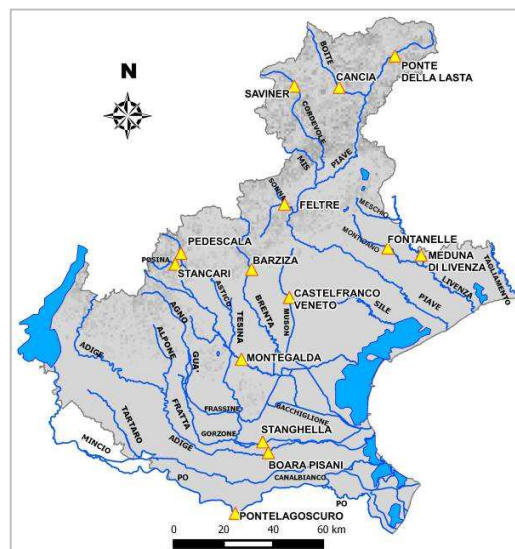 N
BOITE
PONTE
DELLA LASTA
SAVINER
CANCIA
CORDEVOLE
MIS
PIAVE
SONNA
FELTRE
MESCHIO
MONTICANO
FONTANELLE
MEDUNA
DI LIVENZA
TAGLIAMENTO
LIVENZA
PEDESCALA
POSINA
STANCARI
BARZIZA
ASTICO
CASTELFRANCO
VENETO
PIAVE
SILE
MUSON
BRENTA
TESINA
AGNO
GUA'
ALPONE
MONTEGALDA
ADIGE
FRATTA
FRASSINE
BACCHIGLIONE
TARTARO
GORZONE
STANGHELLA
ADIGE
MINCIO
BOARA PISANI
CANALBIANCO
PO
PO
PONTELAGOSCURO
0 20 40 60 km